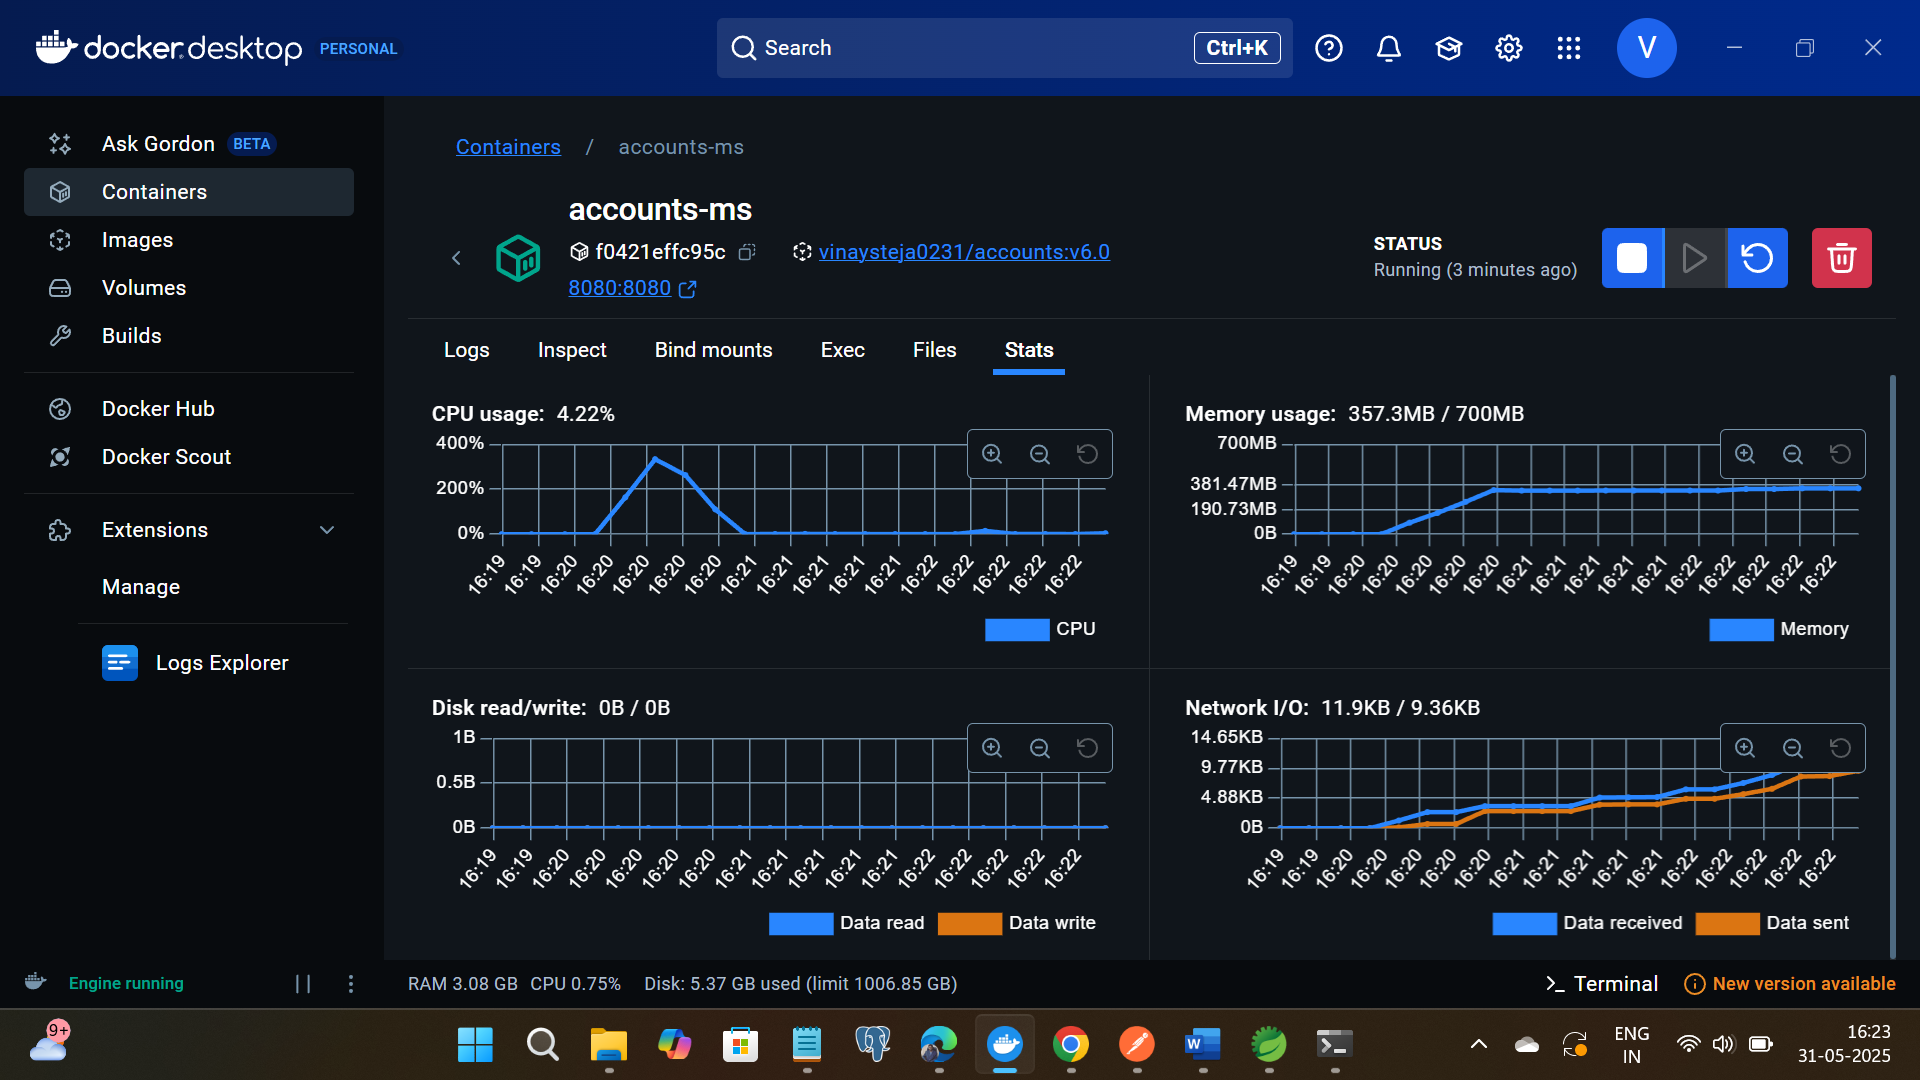 docker desktop PERSONAL
Search Ctrl+K
V
Ask Gordon BETA
Containers
Images
Volumes
Builds
Docker Hub
Docker Scout
Extensions
Manage
Logs Explorer
Containers / accounts-ms
accounts-ms
f0421effc95c vinaysteja0231/accounts:v6.0
8080:8080
STATUS
Running (3 minutes ago)
Logs Inspect Bind mounts Exec Files Stats
CPU usage: 4.22%
400%
200%
0%
16:19 16:19 16:20 16:20 16:20 16:20 16:20 16:21 16:21 16:21 16:21 16:21 16:22 16:22 16:22 16:22 16:22
CPU
Memory usage: 357.3MB / 700MB
700MB
381.47MB
190.73MB
0B
16:19 16:19 16:20 16:20 16:20 16:20 16:20 16:21 16:21 16:21 16:21 16:21 16:22 16:22 16:22 16:22 16:22
Memory
Disk read/write: 0B / 0B
1B
0.5B
0B
16:19 16:19 16:20 16:20 16:20 16:20 16:20 16:21 16:21 16:21 16:21 16:21 16:22 16:22 16:22 16:22 16:22
Data read Data write
Network I/O: 11.9KB / 9.36KB
14.65KB
9.77KB
4.88KB
0B
16:19 16:19 16:20 16:20 16:20 16:20 16:20 16:21 16:21 16:21 16:21 16:21 16:22 16:22 16:22 16:22 16:22
Data received Data sent
Engine running
RAM 3.08 GB CPU 0.75% Disk: 5.37 GB used (limit 1006.85 GB)
Terminal
New version available
9+
W
ENG
IN
16:23
31-05-2025